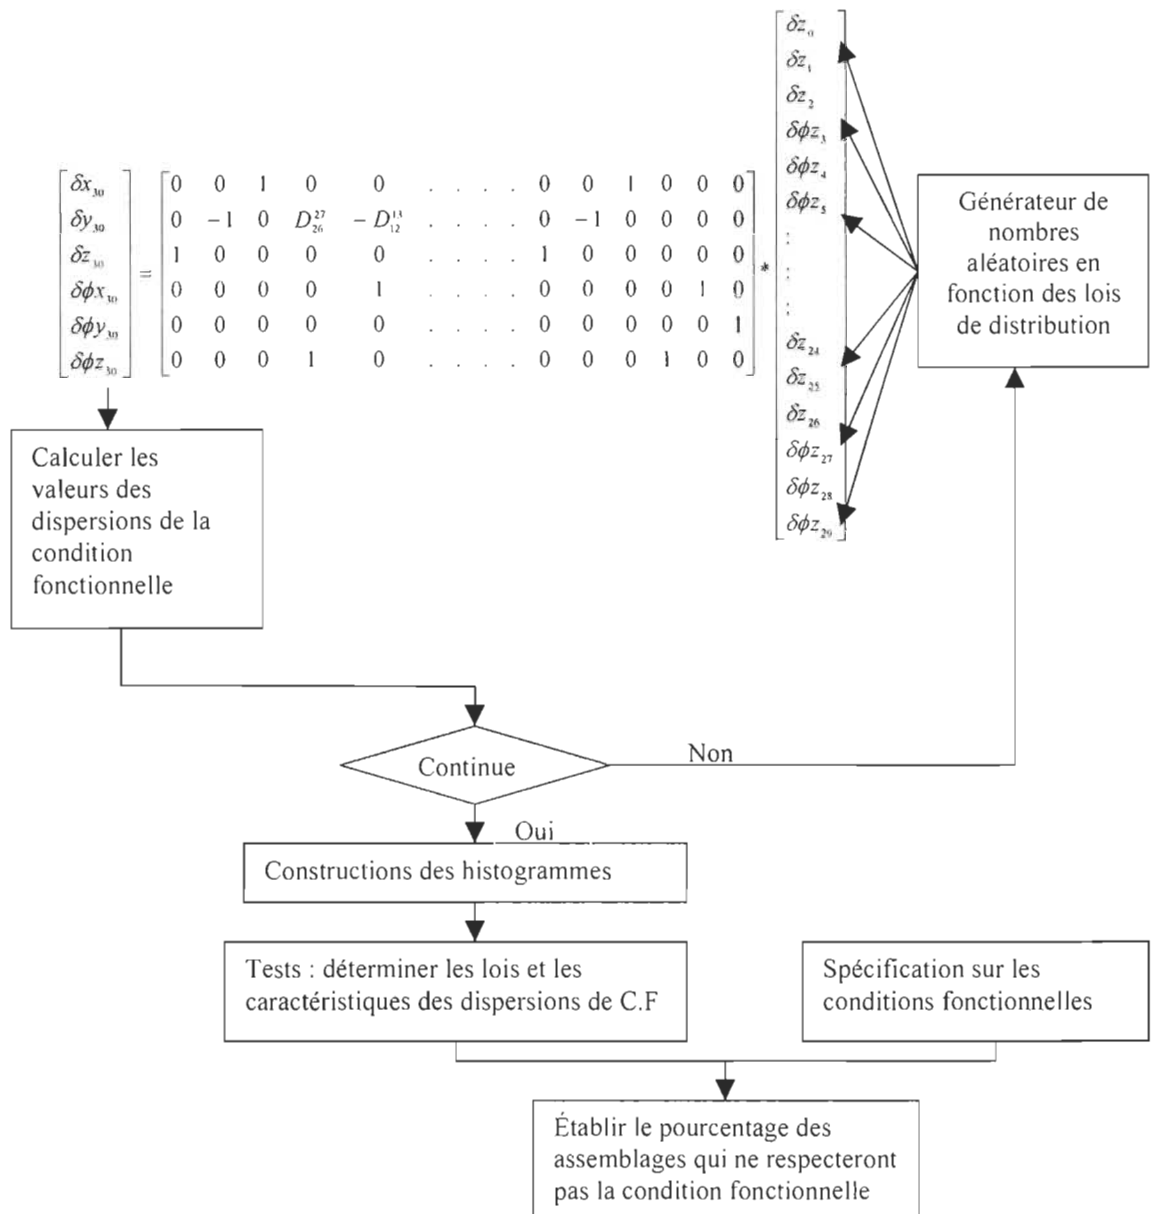 δz₀
δz₁
δz₂
δφz₃
δφz₄
δφz₅
:
:
;
δz₂₄
δz₂₅
δz₂₆
δφz₂₇
δφz₂₈
δφz₂₉
δx₃₀
δy₃₀
δz₃₀
δφx₃₀
δφy₃₀
δφz₃₀
=
0 0 1 0 0 . . . . 0 0 1 0 0 0
0 -1 0 D₂₆²⁷ -D₁₂¹³ . . . . 0 -1 0 0 0 0
1 0 0 0 0 . . . . 1 0 0 0 0 0
0 0 0 0 1 . . . . 0 0 0 0 1 0
0 0 0 0 0 . . . . 0 0 0 0 0 1
0 0 0 1 0 . . . . 0 0 0 1 0 0
*
Générateur de
nombres
aléatoires en
fonction des lois
de distribution
Calculer les
valeurs des
dispersions de la
condition
fonctionnelle
Continue
Non
Oui
Constructions des histogrammes
Tests : déterminer les lois et les
caractéristiques des dispersions de C.F
Spécification sur les
conditions fonctionnelles
Établir le pourcentage des
assemblages qui ne respecteront
pas la condition fonctionnelle